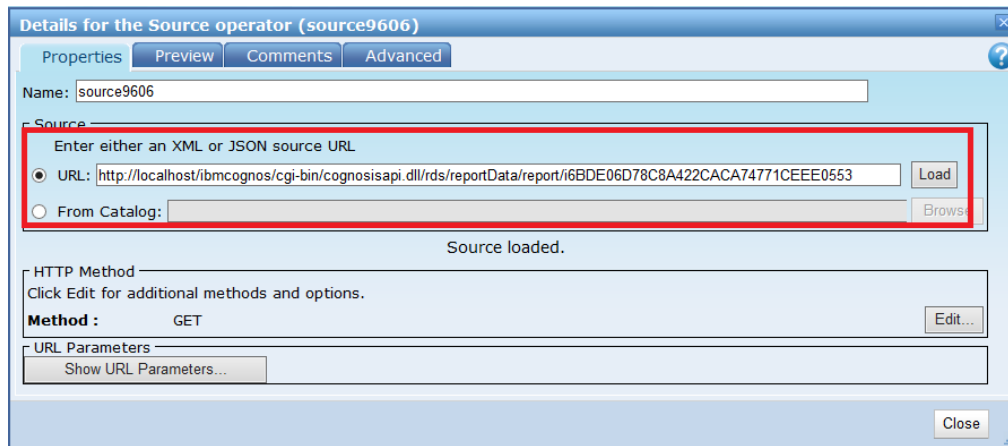 Details for the Source operator (source9606)
Properties Preview Comments Advanced
Name: source9606
Source
Enter either an XML or JSON source URL
URL: http://localhost/ibmcognos/cgi-bin/cognosisapi.dll/rds/reportData/report/i6BDE06D78C8A422CACA74771CEEE0553 Load
From Catalog: Browse
Source loaded.
HTTP Method
Click Edit for additional methods and options.
Method : GET Edit...
URL Parameters
Show URL Parameters...
Close